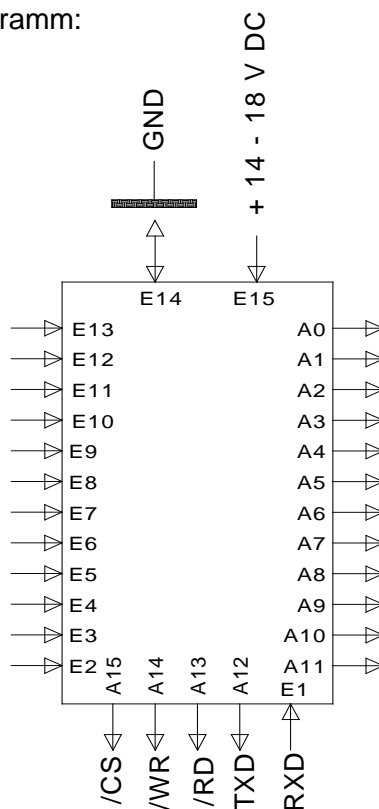 ramm:
GND
+ 14 - 18 V DC
E14 E15
E13 A0
E12 A1
E11 A2
E10 A3
E9 A4
E8 A5
E7 A6
E6 A7
E5 A8
E4 A9
E3 A10
E2 A15 A14 A13 A12 A11
E1
/CS /WR /RD TXD RXD